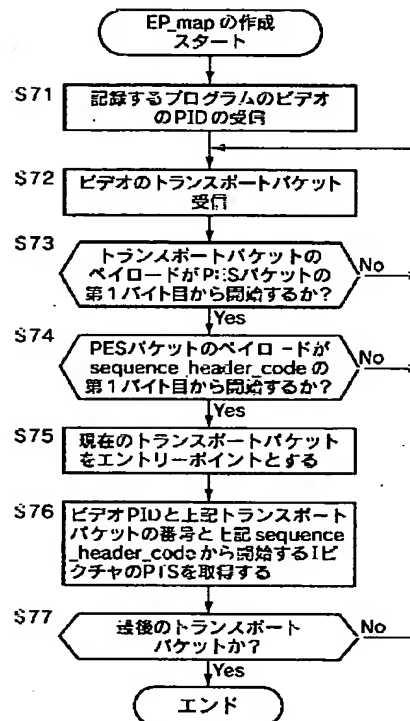 EP_mapの作成
スタート
S71
記録するプログラムのビデオ
のPIDの受信
S72
ビデオのトランスポートパケット
受信
S73
トランスポートパケットの
ペイロードがPESパケットの
第1バイト目から開始するか?
No
Yes
S74
PESパケットのペイロードが
sequence_header_codeの
第1バイト目から開始するか?
No
Yes
S75
現在のトランスポートパケット
をエントリーポイントとする
S76
ビデオPIDと上記トランスポート
パケットの番号と上記sequence
_header_codeから開始するIピ
クチャのPTSを取得する
S77
最後のトランスポート
パケットか?
No
Yes
エンド